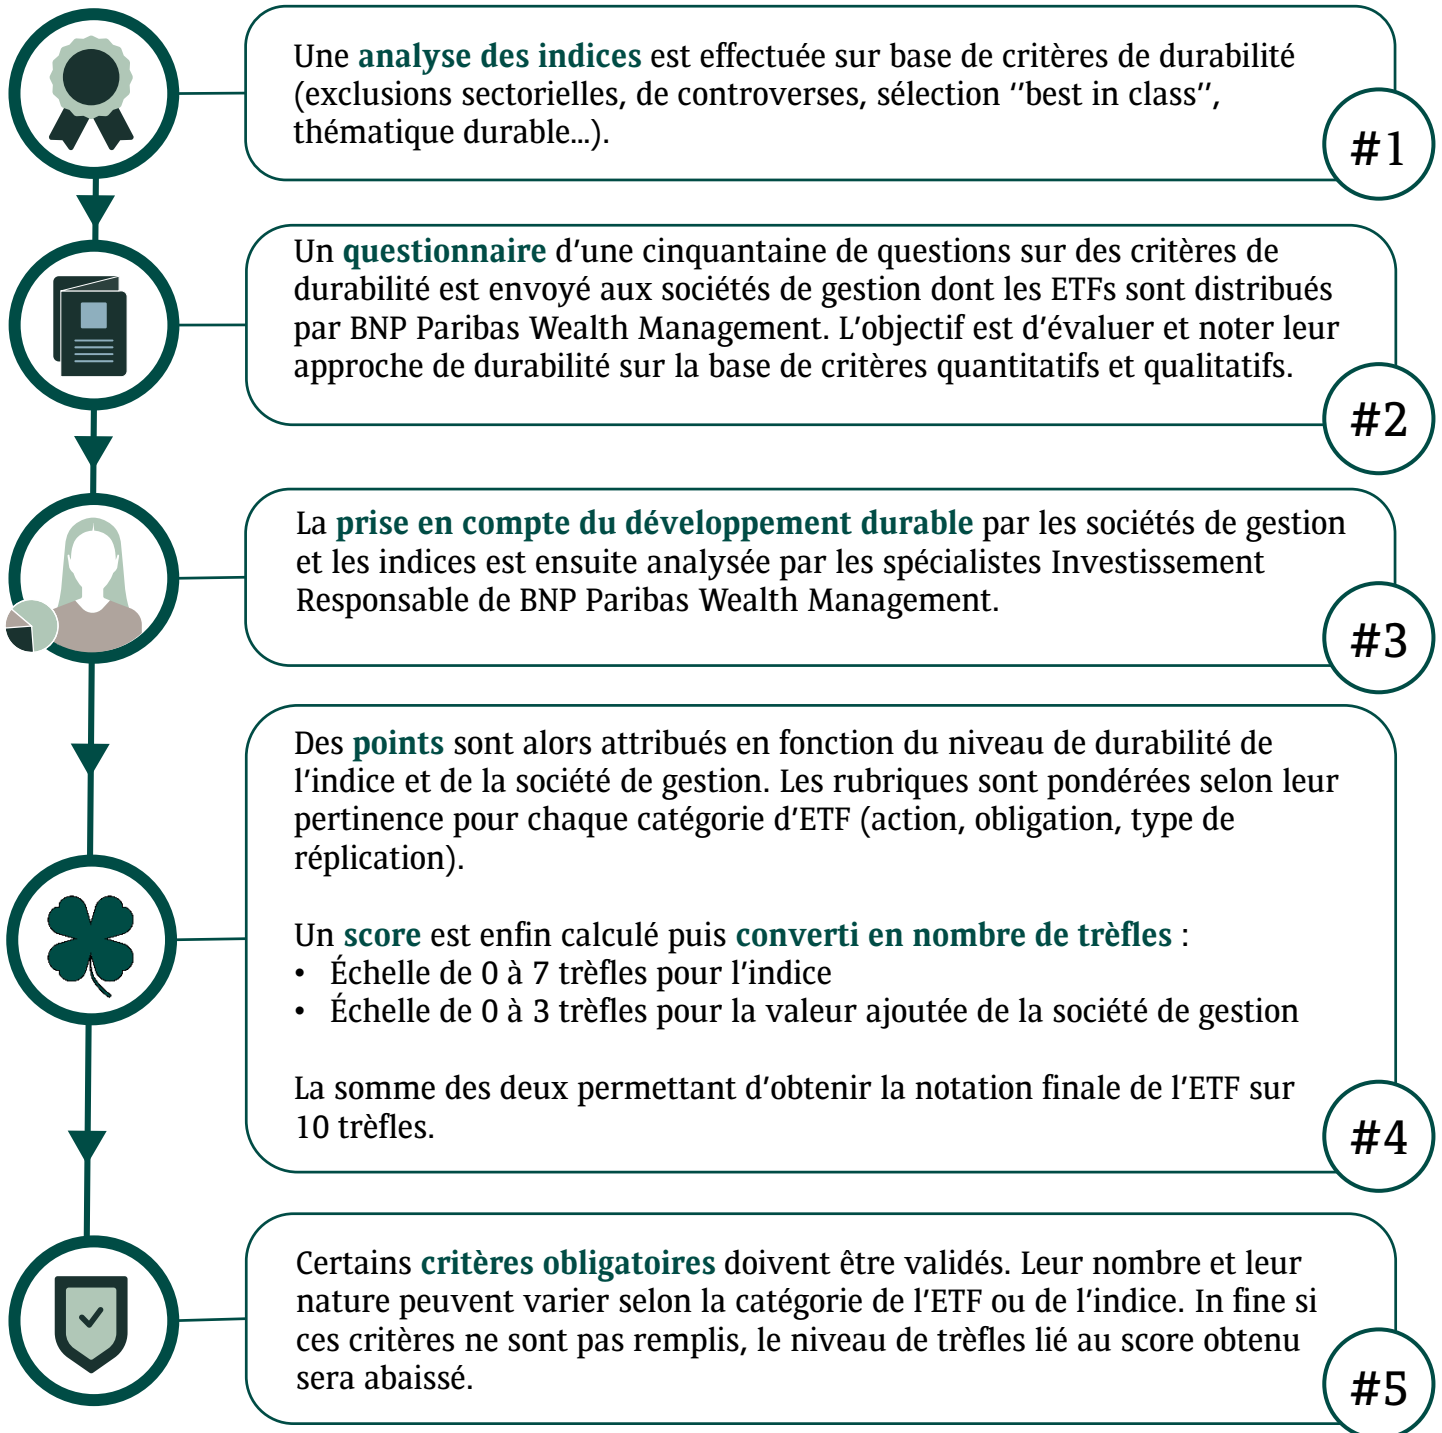 Une analyse des indices est effectuée sur base de critères de durabilité
(exclusions sectorielles, de controverses, sélection ''best in class'',
thématique durable...).
#1
Un questionnaire d'une cinquantaine de questions sur des critères de
durabilité est envoyé aux sociétés de gestion dont les ETFs sont distribués
par BNP Paribas Wealth Management. L'objectif est d'évaluer et noter leur
approche de durabilité sur la base de critères quantitatifs et qualitatifs.
#2
La prise en compte du développement durable par les sociétés de gestion
et les indices est ensuite analysée par les spécialistes Investissement
Responsable de BNP Paribas Wealth Management.
#3
Des points sont alors attribués en fonction du niveau de durabilité de
l'indice et de la société de gestion. Les rubriques sont pondérées selon leur
pertinence pour chaque catégorie d'ETF (action, obligation, type de
réplication).
Un score est enfin calculé puis converti en nombre de trèfles :
• Échelle de 0 à 7 trèfles pour l'indice
• Échelle de 0 à 3 trèfles pour la valeur ajoutée de la société de gestion
La somme des deux permettant d'obtenir la notation finale de l'ETF sur
10 trèfles.
#4
Certains critères obligatoires doivent être validés. Leur nombre et leur
nature peuvent varier selon la catégorie de l'ETF ou de l'indice. In fine si
ces critères ne sont pas remplis, le niveau de trèfles lié au score obtenu
sera abaissé.
#5